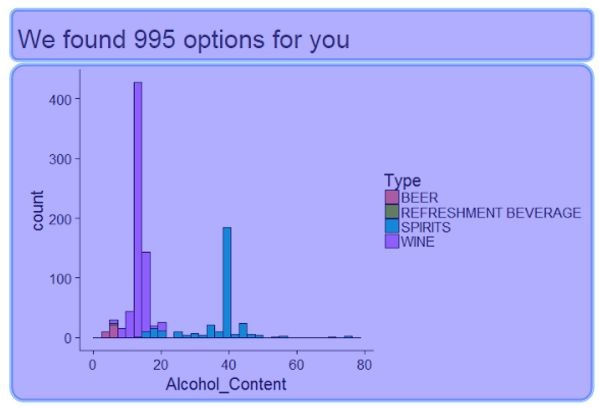 We found 995 options for you
400
300
200
100
0
count
0 20 40 60 80
Alcohol_Content
Type
BEER
REFRESHMENT BEVERAGE
SPIRITS
WINE